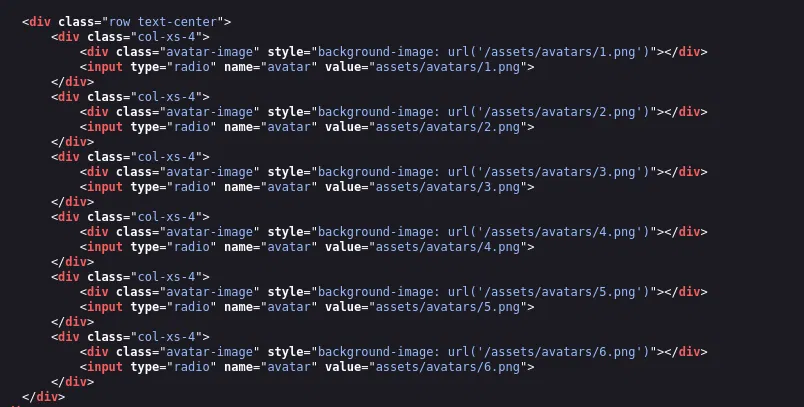 <div class="row text-center">
<div class="col-xs-4">
<div class="avatar-image" style="background-image: url('/assets/avatars/1.png')"></div>
<input type="radio" name="avatar" value="assets/avatars/1.png">
</div>
<div class="col-xs-4">
<div class="avatar-image" style="background-image: url('/assets/avatars/2.png')"></div>
<input type="radio" name="avatar" value="assets/avatars/2.png">
</div>
<div class="col-xs-4">
<div class="avatar-image" style="background-image: url('/assets/avatars/3.png')"></div>
<input type="radio" name="avatar" value="assets/avatars/3.png">
</div>
<div class="col-xs-4">
<div class="avatar-image" style="background-image: url('/assets/avatars/4.png')"></div>
<input type="radio" name="avatar" value="assets/avatars/4.png">
</div>
<div class="col-xs-4">
<div class="avatar-image" style="background-image: url('/assets/avatars/5.png')"></div>
<input type="radio" name="avatar" value="assets/avatars/5.png">
</div>
<div class="col-xs-4">
<div class="avatar-image" style="background-image: url('/assets/avatars/6.png')"></div>
<input type="radio" name="avatar" value="assets/avatars/6.png">
</div>
</div>